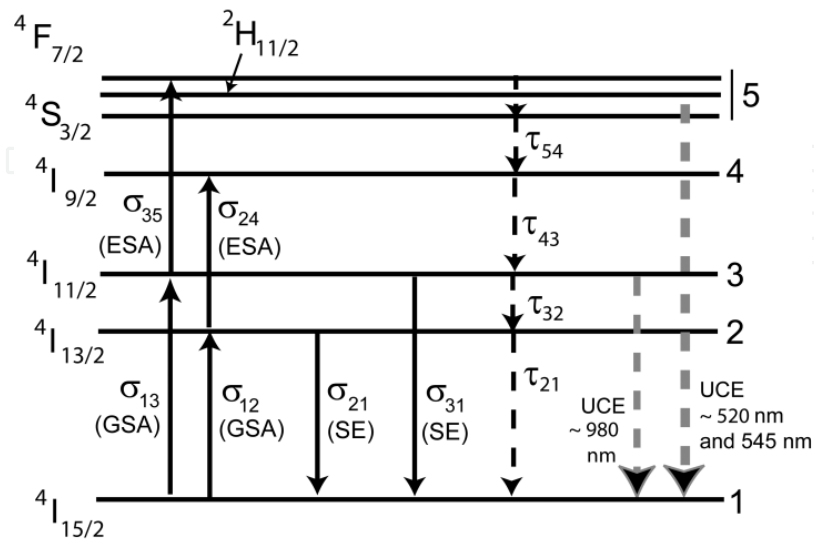 ⁴F₇/₂
²H₁₁/₂
⁴S₃/₂
5
τ₅₄
⁴I₉/₂
4
σ₃₅
(ESA)
σ₂₄
(ESA)
τ₄₃
⁴I₁₁/₂
3
τ₃₂
⁴I₁₃/₂
2
σ₁₃
(GSA)
σ₁₂
(GSA)
σ₂₁
(SE)
σ₃₁
(SE)
τ₂₁
UCE
~ 980
nm
UCE
~ 520 nm
and 545 nm
⁴I₁₅/₂
1